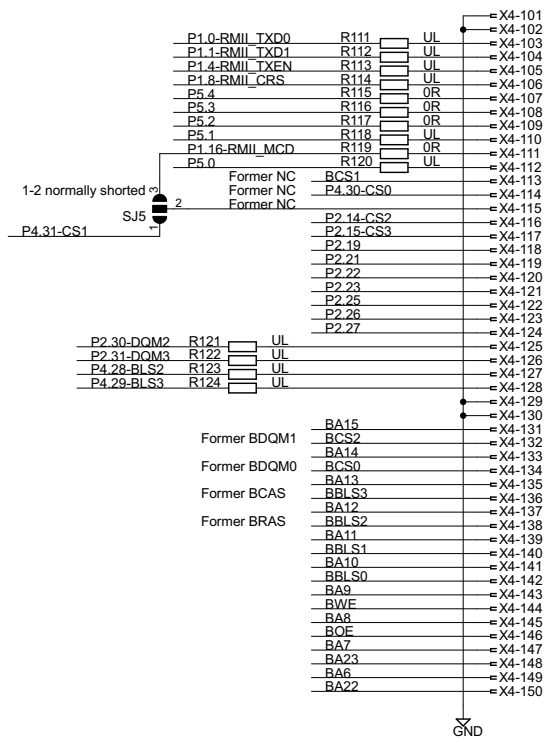 X4-101
X4-102
P1.0-RMII_TXD0 R111 UL X4-103
P1.1-RMII_TXD1 R112 UL X4-104
P1.4-RMII_TXEN R113 UL X4-105
P1.8-RMII_CRS R114 UL X4-106
P5.4 R115 0R X4-107
P5.3 R116 0R X4-108
P5.2 R117 0R X4-109
P5.1 R118 UL X4-110
P1.16-RMII_MCD R119 0R X4-111
P5.0 R120 UL X4-112
Former NC BCS1 X4-113
1-2 normally shorted 3 Former NC P4.30-CS0 X4-114
SJ5 2 Former NC X4-115
P2.14-CS2 X4-116
P4.31-CS1 1 P2.15-CS3 X4-117
P2.19 X4-118
P2.21 X4-119
P2.22 X4-120
P2.23 X4-121
P2.25 X4-122
P2.26 X4-123
P2.27 X4-124
P2.30-DQM2 R121 UL X4-125
P2.31-DQM3 R122 UL X4-126
P4.28-BLS2 R123 UL X4-127
P4.29-BLS3 R124 UL X4-128
X4-129
X4-130
BA15 X4-131
Former BDQM1 BCS2 X4-132
BA14 X4-133
Former BDQM0 BCS0 X4-134
BA13 X4-135
Former BCAS BBLS3 X4-136
BA12 X4-137
Former BRAS BBLS2 X4-138
BA11 X4-139
BBLS1 X4-140
BA10 X4-141
BBLS0 X4-142
BA9 X4-143
BWE X4-144
BA8 X4-145
BOE X4-146
BA7 X4-147
BA23 X4-148
BA6 X4-149
BA22 X4-150
GND